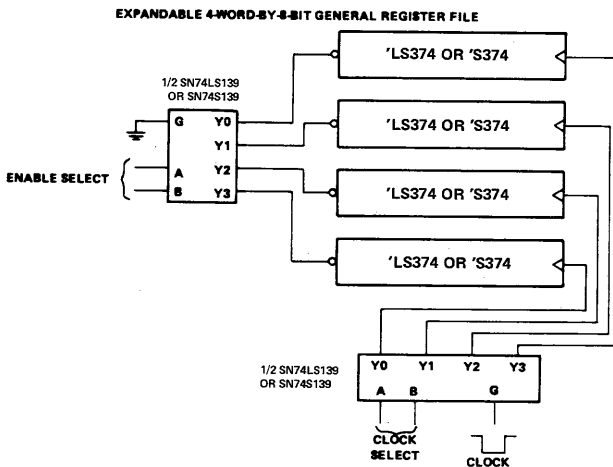 EXPANDABLE 4-WORD-BY-8-BIT GENERAL REGISTER FILE
'LS374 OR 'S374
1/2 SN74LS139
OR SN74S139
G Y0
Y1
A Y2
B Y3
ENABLE SELECT
'LS374 OR 'S374
'LS374 OR 'S374
'LS374 OR 'S374
1/2 SN74LS139
OR SN74S139
Y0 Y1 Y2 Y3
A B G
CLOCK
SELECT
CLOCK